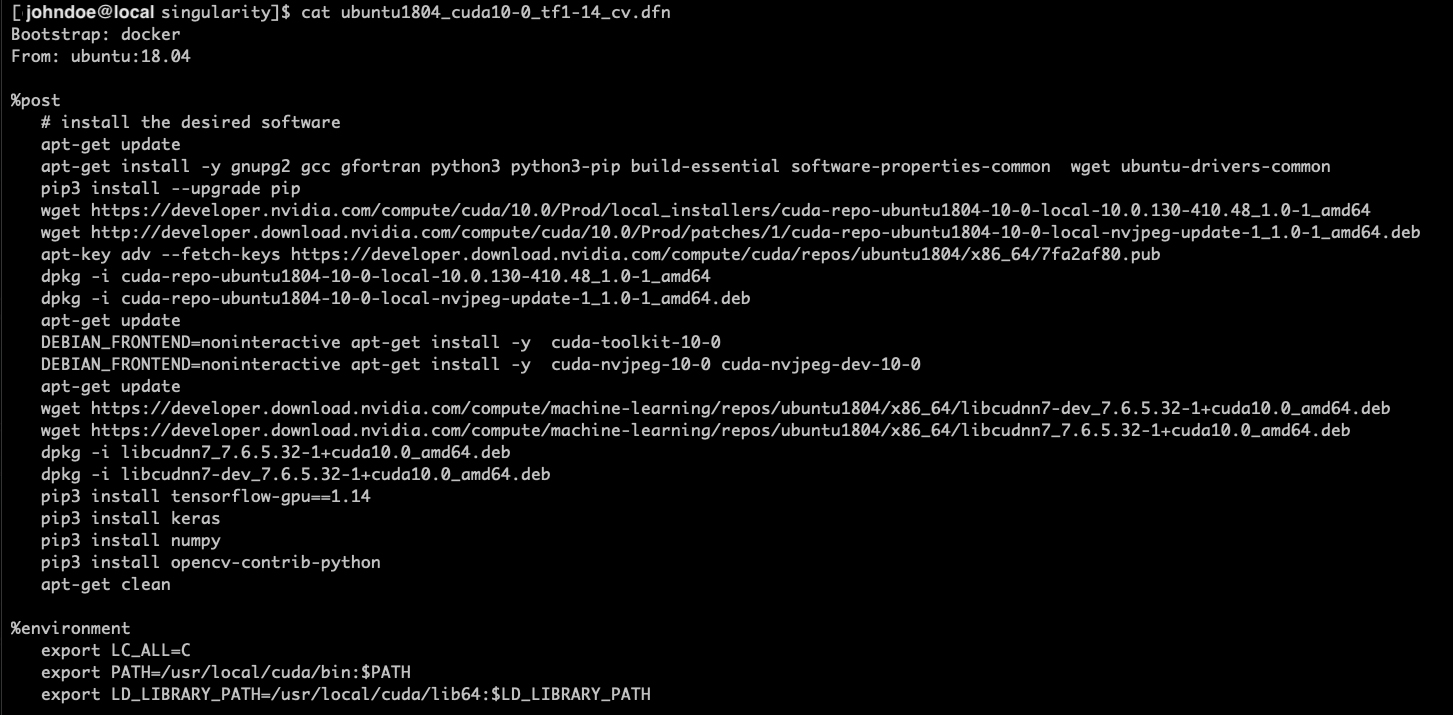 [johndoe@local singularity]$ cat ubuntu1804_cuda10-0_tf1-14_cv.dfn
Bootstrap: docker
From: ubuntu:18.04
%post
# install the desired software
apt-get update
apt-get install -y gnupg2 gcc gfortran python3 python3-pip build-essential software-properties-common  wget ubuntu-drivers-common
pip3 install --upgrade pip
wget https://developer.nvidia.com/compute/cuda/10.0/Prod/local_installers/cuda-repo-ubuntu1804-10-0-local-10.0.130-410.48_1.0-1_amd64
wget http://developer.download.nvidia.com/compute/cuda/10.0/Prod/patches/1/cuda-repo-ubuntu1804-10-0-local-nvjpeg-update-1_1.0-1_amd64.deb
apt-key adv --fetch-keys https://developer.download.nvidia.com/compute/cuda/repos/ubuntu1804/x86_64/7fa2af80.pub
dpkg -i cuda-repo-ubuntu1804-10-0-local-10.0.130-410.48_1.0-1_amd64
dpkg -i cuda-repo-ubuntu1804-10-0-local-nvjpeg-update-1_1.0-1_amd64.deb
apt-get update
DEBIAN_FRONTEND=noninteractive apt-get install -y  cuda-toolkit-10-0
DEBIAN_FRONTEND=noninteractive apt-get install -y  cuda-nvjpeg-10-0 cuda-nvjpeg-dev-10-0
apt-get update
wget https://developer.download.nvidia.com/compute/machine-learning/repos/ubuntu1804/x86_64/libcudnn7-dev_7.6.5.32-1+cuda10.0_amd64.deb
wget https://developer.download.nvidia.com/compute/machine-learning/repos/ubuntu1804/x86_64/libcudnn7_7.6.5.32-1+cuda10.0_amd64.deb
dpkg -i libcudnn7_7.6.5.32-1+cuda10.0_amd64.deb
dpkg -i libcudnn7-dev_7.6.5.32-1+cuda10.0_amd64.deb
pip3 install tensorflow-gpu==1.14
pip3 install keras
pip3 install numpy
pip3 install opencv-contrib-python
apt-get clean
%environment
export LC_ALL=C
export PATH=/usr/local/cuda/bin:$PATH
export LD_LIBRARY_PATH=/usr/local/cuda/lib64:$LD_LIBRARY_PATH